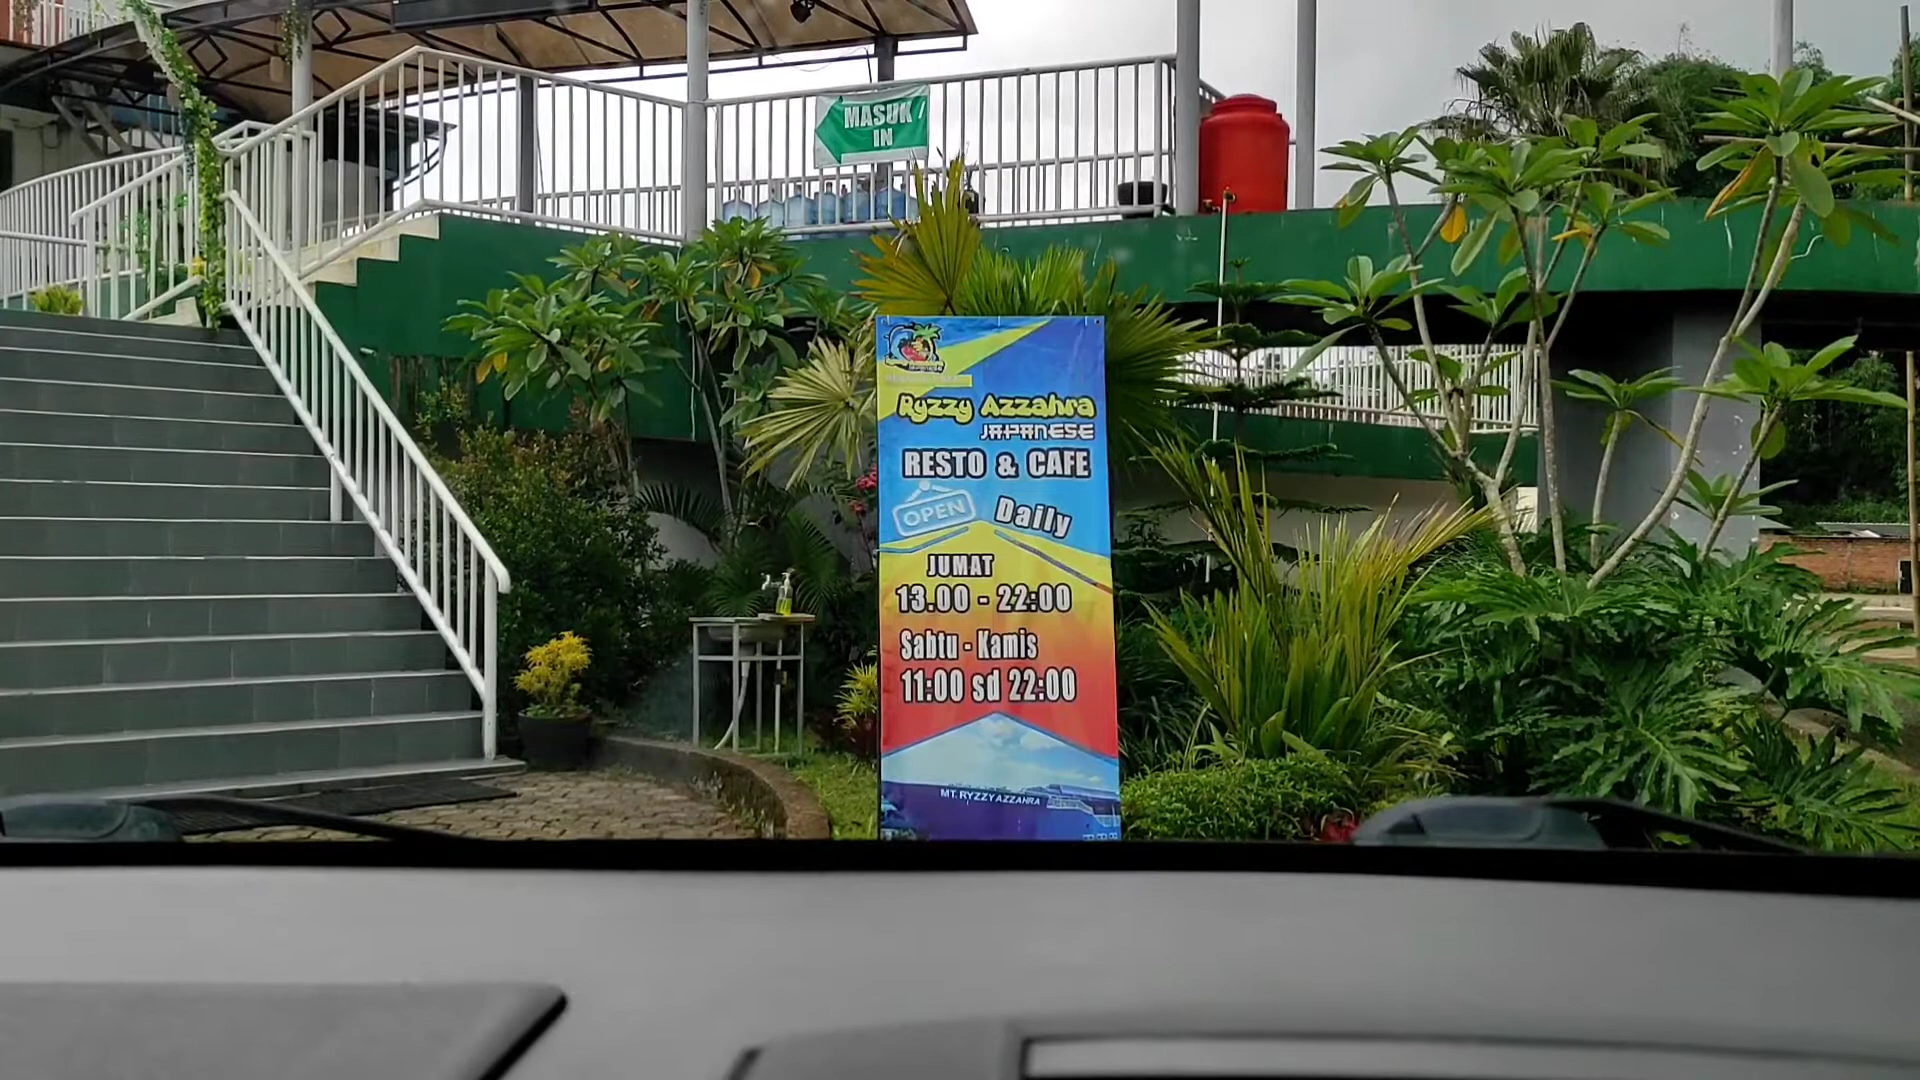 MASUK /
IN
JAPANESE
Ryzzy Azzahra
JAPANESE
RESTO & CAFE
OPEN Daily
JUMAT
13.00 - 22:00
Sabtu - Kamis
11:00 sd 22:00
MT. RYZZY AZZAHRA